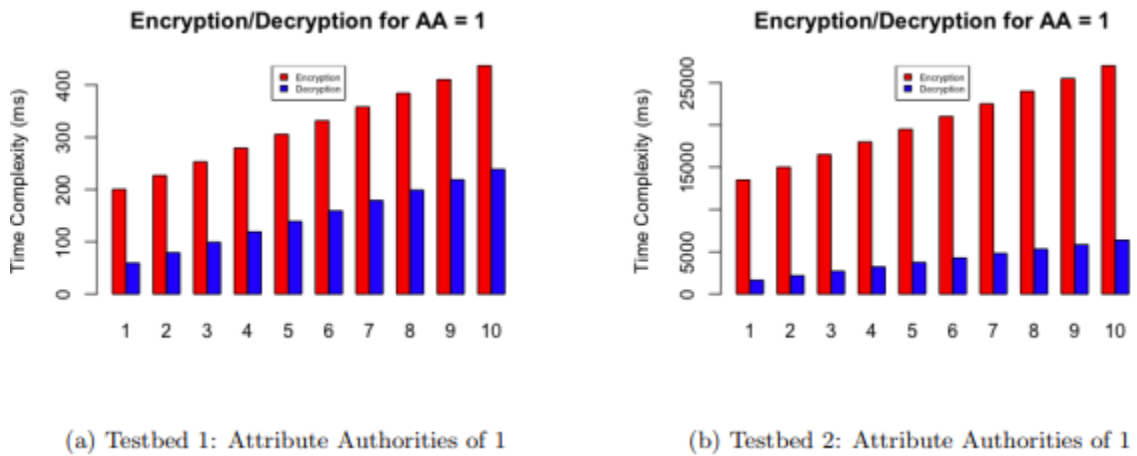 Encryption/Decryption for AA = 1
Time Complexity (ms)
400
300
200
100
0
Encryption
Decryption
1 2 3 4 5 6 7 8 9 10
(a) Testbed 1: Attribute Authorities of 1
Encryption/Decryption for AA = 1
Time Complexity (ms)
25000
15000
5000
0
Encryption
Decryption
1 2 3 4 5 6 7 8 9 10
(b) Testbed 2: Attribute Authorities of 1